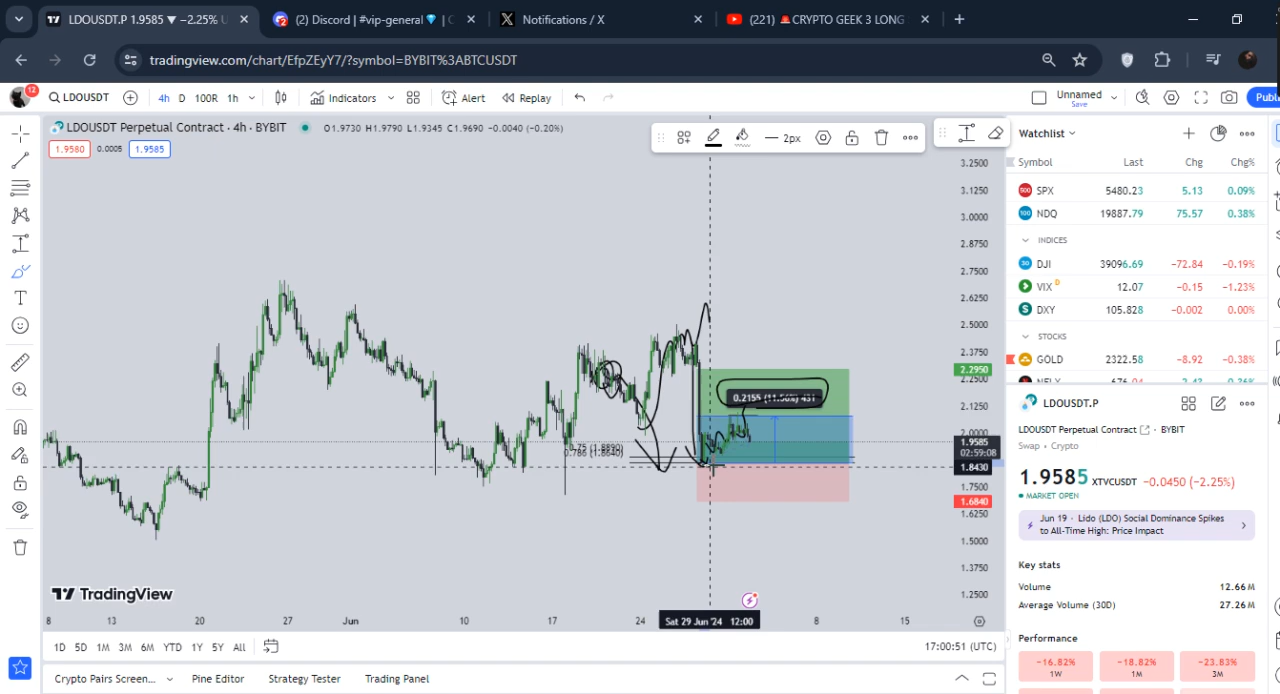 LDOUSDT.P 1.9585 ▼ −2.25% U
(2) Discord | #vip-general💎 | C
Notifications / X
(221) 🚨CRYPTO GEEK 3 LONG
tradingview.com/chart/EfpZEyY7/?symbol=BYBIT%3ABTCUSDT
12
LDOUSDT
4h D 100R 1h
Indicators
Alert
Replay
Unnamed
Save
Publ
LDOUSDT Perpetual Contract · 4h · BYBIT
O1.9730 H1.9790 L1.9345 C1.9690 −0.0040 (−0.20%)
1.9580 0.0005 1.9585
2px
3.2500
3.1250
3.0000
2.8750
2.7500
2.6250
2.5000
2.3750
2.2950
2.2500
2.1250
2.0000
1.9585
02:59:08
1.8430
1.7500
1.6840
1.6250
1.5000
1.3750
1.2500
0.2155 (11.56%) 431
0.75 (1.8890)
0.786 (1.8640)
TradingView
8 13 20 27 Jun 10 17 24 Sat 29 Jun '24 12:00 8 15
1D 5D 1M 3M 6M YTD 1Y 5Y All
17:00:51 (UTC)
Crypto Pairs Screen... Pine Editor Strategy Tester Trading Panel
Watchlist
Symbol Last Chg Chg%
SPX 5480.23 5.13 0.09%
NDQ 19887.79 75.57 0.38%
INDICES
DJI 39096.69 −72.84 −0.19%
VIX D 12.07 −0.15 −1.23%
DXY 105.828 −0.002 0.00%
STOCKS
GOLD 2322.58 −8.92 −0.38%
LDOUSDT.P
LDOUSDT Perpetual Contract · BYBIT
Swap · Crypto
1.9585 XTVCUSDT −0.0450 (−2.25%)
MARKET OPEN
Jun 19 · Lido (LDO) Social Dominance Spikes
to All-Time High: Price Impact
Key stats
Volume 12.66M
Average Volume (30D) 27.26M
Performance
−16.82% −18.82% −23.83%
1W 1M 3M